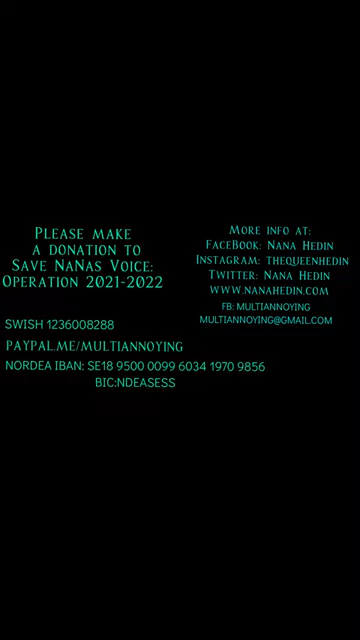 Please make
a donation to
Save NaNas Voice:
Operation 2021-2022
More info at:
FaceBook: Nana Hedin
Instagram: thequeenhedin
Twitter: Nana Hedin
www.nanahedin.com
FB: MULTIANNOYING
MULTIANNOYING@GMAIL.COM
SWISH 1236008288
PAYPAL.ME/MULTIANNOYING
NORDEA IBAN: SE18 9500 0099 6034 1970 9856
BIC:NDEASESS